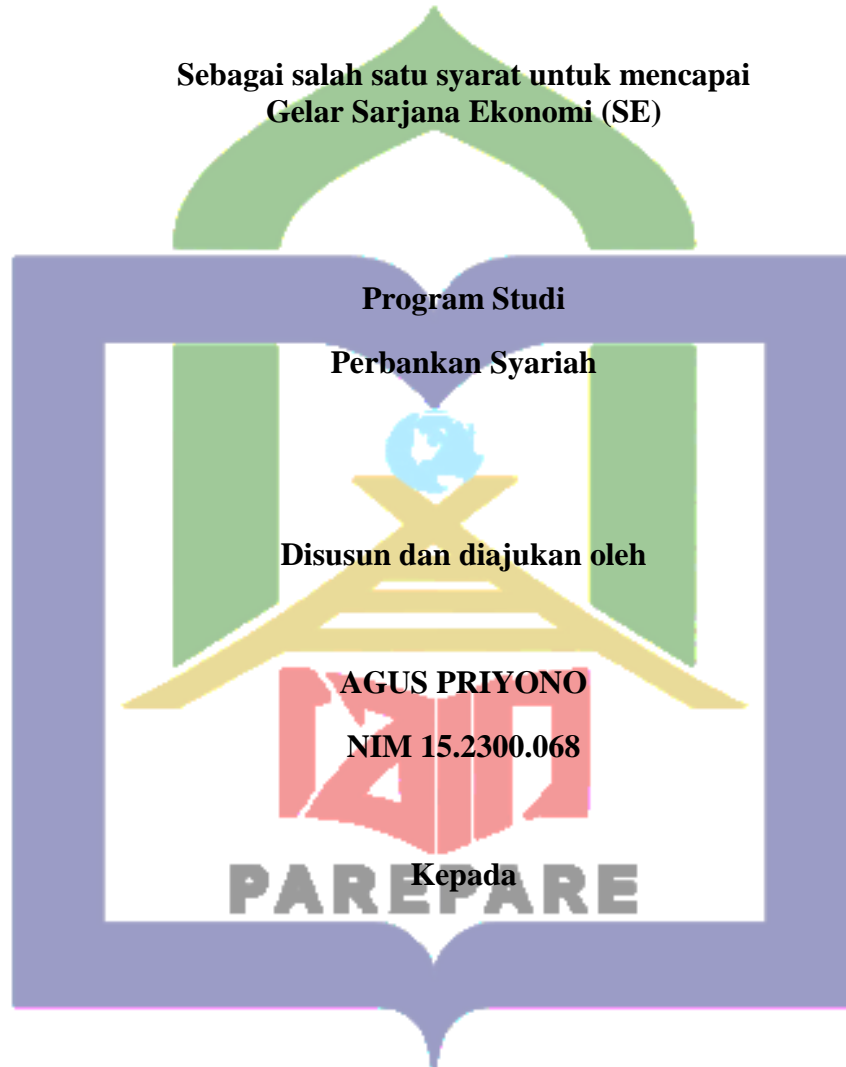 Sebagai salah satu syarat untuk mencapai
Gelar Sarjana Ekonomi (SE)
Program Studi
Perbankan Syariah
Disusun dan diajukan oleh
AGUS PRIYONO
NIM 15.2300.068
iain
Kepada
PAREPARE